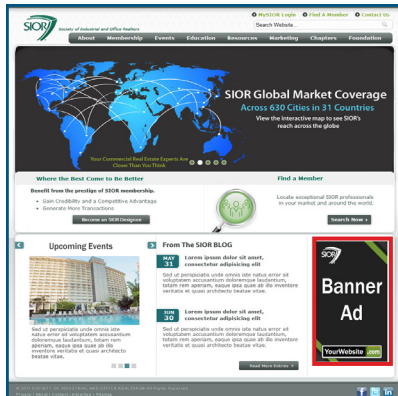 MySIOR Login Find A Member Contact Us
SIOR
Society of Industrial and Office Realtors
Search Website...
About Membership Events Education Resources Marketing Chapters Foundation
SIOR Global Market Coverage
Across 630 Cities in 31 Countries
View the interactive map to see SIOR's
reach across the globe
Your Commercial Real Estate Experts Are
Closer Than You Think
Where the Best Come to Be Better
Benefit from the prestige of SIOR membership.
Gain Credibility and a Competitive Advantage
Generate More Transactions
Become an SIOR Designee
Find a Member
Locate exceptional SIOR professionals
in your market and around the world.
Search Now
Upcoming Events
Sed ut perspiciatis unde omnis iste
natus error sit voluptatem accusantium
doloremque laudantium, totam rem
aperiam, eaque ipsa quae ab illo
inventore veritatis et quasi architecto
beatae vitae.
From The SIOR BLOG
MAY
31
Lorem ipsum dolor sit amet,
consectetur adipisicing elit
Sed ut perspiciatis unde omnis iste natus error sit
voluptatem accusantium doloremque laudantium,
totam rem aperiam, eaque ipsa quae ab illo inventore
veritatis et quasi architecto beatae vitae.
JUN
30
Lorem ipsum dolor sit amet,
consectetur adipisicing elit
Sed ut perspiciatis unde omnis iste natus error sit
voluptatem accusantium doloremque laudantium,
totam rem aperiam, eaque ipsa quae ab illo inventore
veritatis et quasi architecto beatae vitae.
Read More Entries
SIOR
Banner
Ad
YourWebsite.com